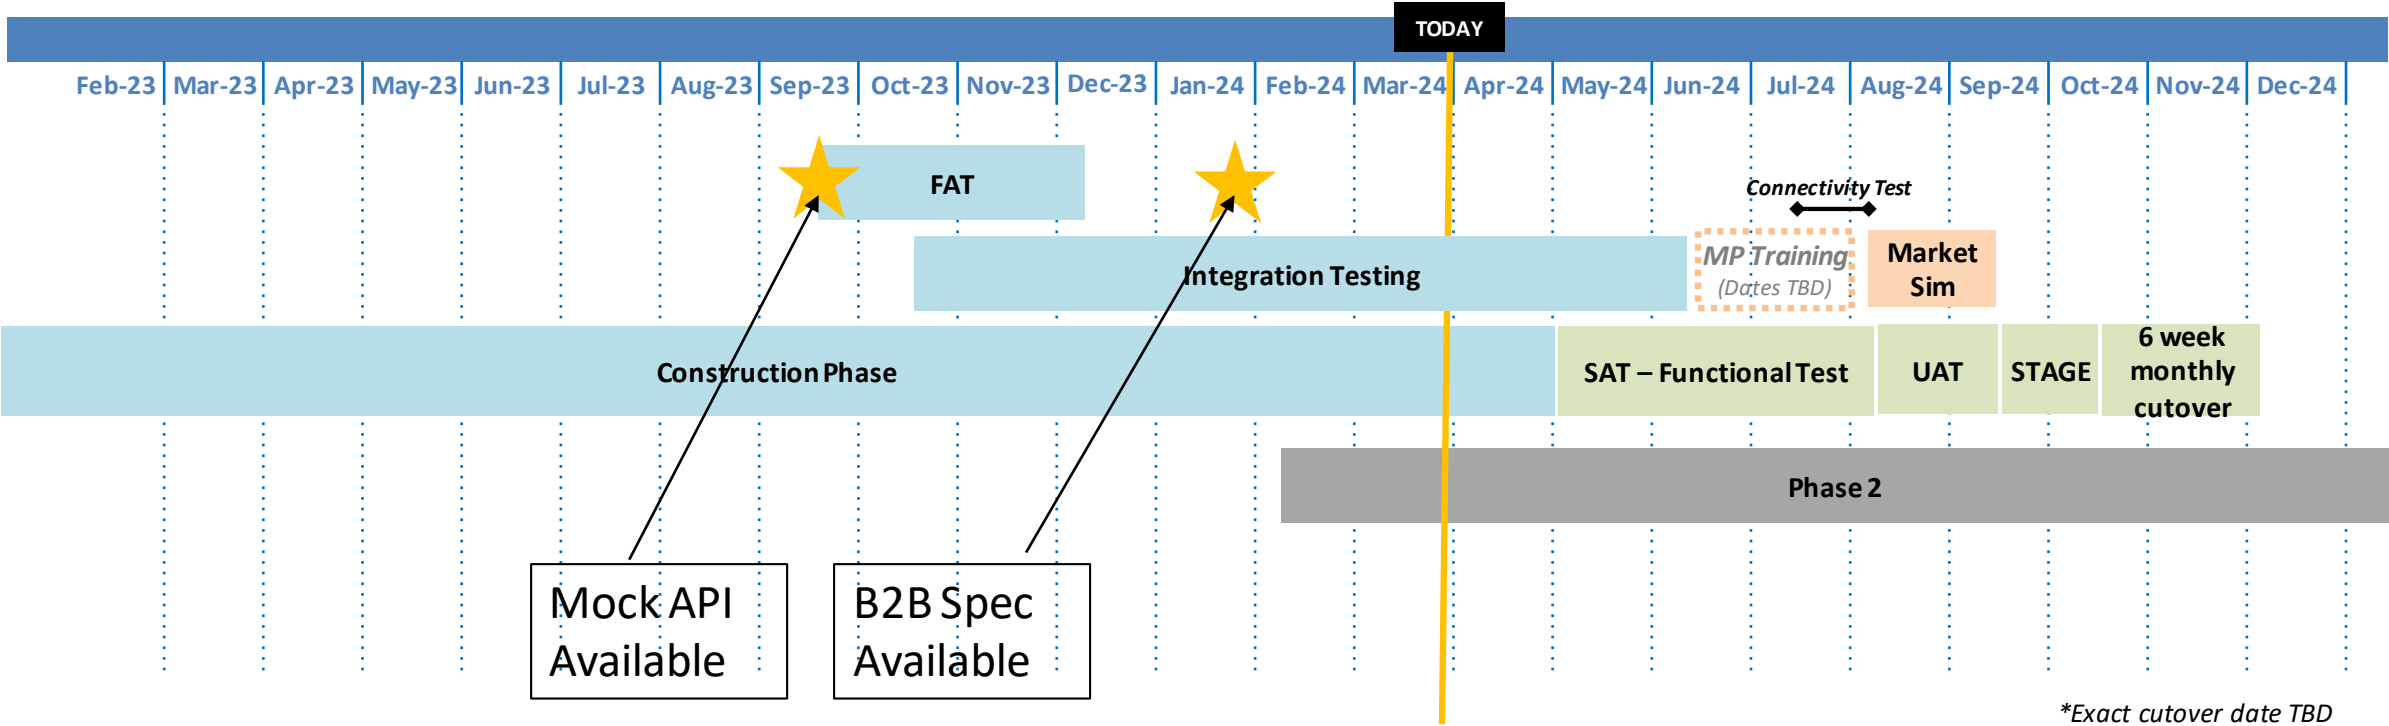 TODAY
Feb-23 Mar-23 Apr-23 May-23 Jun-23 Jul-23 Aug-23 Sep-23 Oct-23 Nov-23 Dec-23 Jan-24 Feb-24 Mar-24 Apr-24 May-24 Jun-24 Jul-24 Aug-24 Sep-24 Oct-24 Nov-24 Dec-24
FAT
Connectivity Test
Integration Testing
MP Training
(Dates TBD)
Market
Sim
Construction Phase
SAT – Functional Test
UAT
STAGE
6 week
monthly
cutover
Phase 2
Mock API
Available
B2B Spec
Available
*Exact cutover date TBD